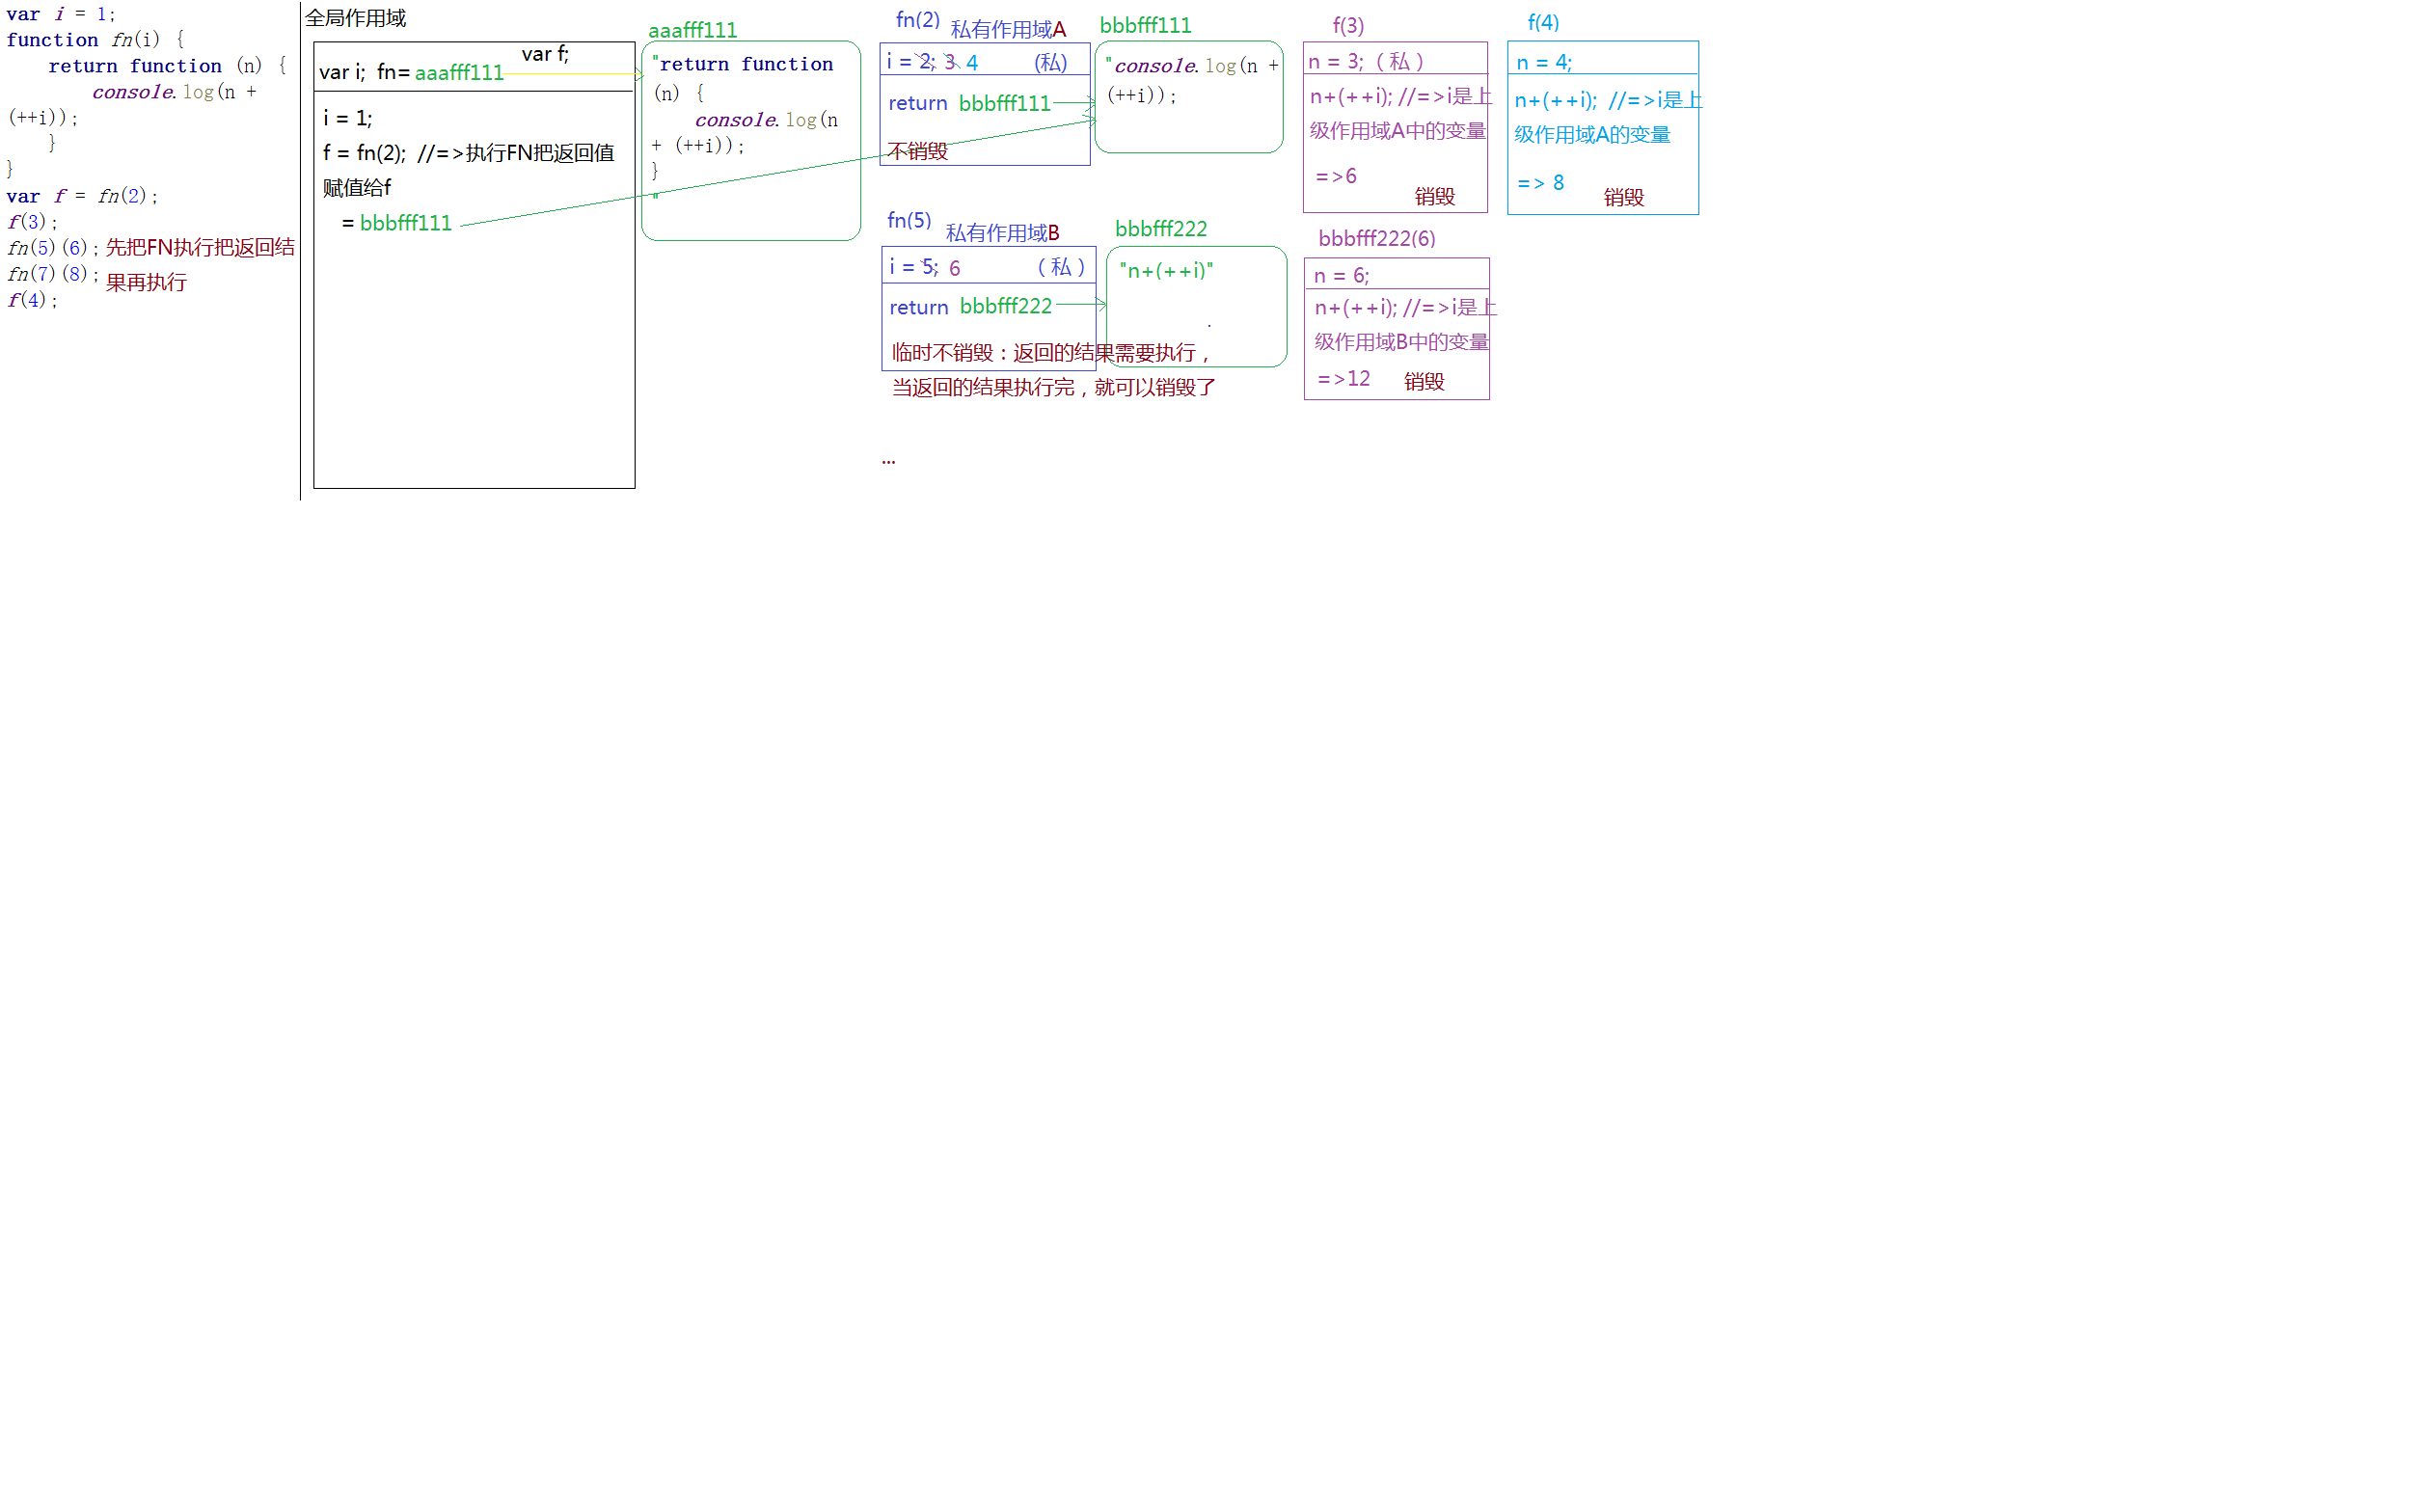 var i = 1;
function fn(i) {
    return function (n) {
        console.log(n +
(++i));
    }
}
var f = fn(2);
f(3);
fn(5)(6); 先把FN执行把返回结
fn(7)(8); 果再执行
f(4);
全局作用域
var f;
var i; fn= aaafff111
i = 1;
f = fn(2); //=>执行FN把返回值
赋值给f
= bbbfff111
aaafff111
"return function
(n) {
    console.log(n
+ (++i));
}
"
fn(2) 私有作用域A
i = 2; 3 4 (私)
return bbbfff111
不销毁
bbbfff111
"console.log(n +
(++i));
f(3)
n = 3;（私）
n+(++i); //=>i是上
级作用域A中的变量
=>6
销毁
f(4)
n = 4;
n+(++i); //=>i是上
级作用域A的变量
=> 8
销毁
fn(5) 私有作用域B
i = 5; 6 （私）
return bbbfff222
临时不销毁：返回的结果需要执行，
当返回的结果执行完，就可以销毁了
bbbfff222
"n+(++i)"
.
bbbfff222(6)
n = 6;
n+(++i); //=>i是上
级作用域B中的变量
=>12 销毁
...